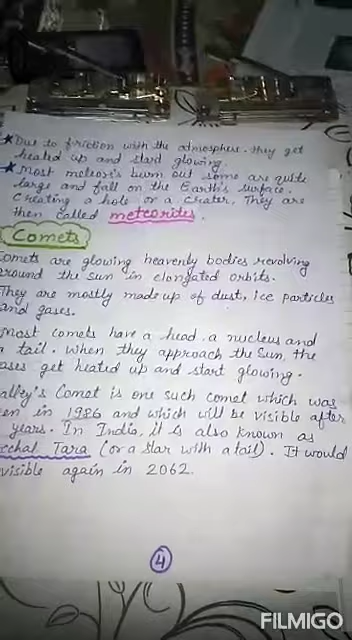 ★ Due to friction with the atmosphere. they get
heated up and start glowing.
★ Most meteors burn out some are quite
large and fall on the Earth's surface.
Creating a hole or a crater. They are
then called meteorites.
Comets
omets are glowing heavenly bodies revolving
around the sun in elongated orbits.
They are mostly made up of dust, ice particles
and gases.
Most comets have a head, a nucleus and
a tail. When they approach the Sun, the
ases get heated up and start glowing.
alley's Comet is one such comet which was
en in 1986 and which will be visible after
years. In India, it is also known as
cchal Tara (or a star with a tail). It would
visible again in 2062.
4
FILMIGO